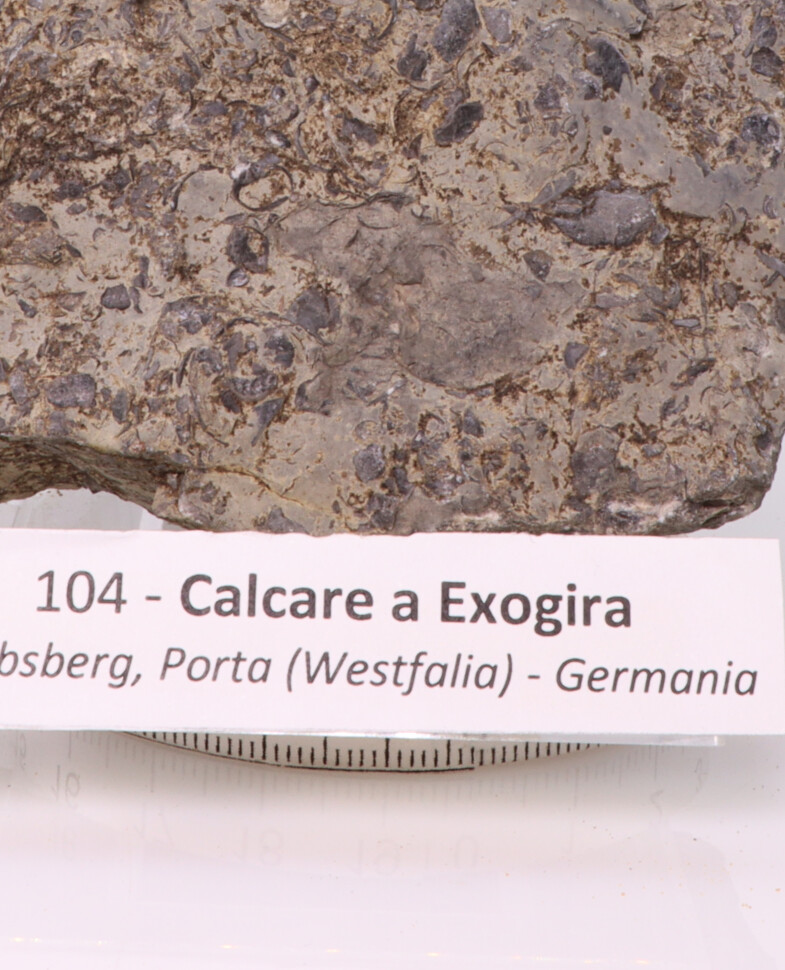 104 - Calcare a Exogira
bsberg, Porta (Westfalia) - Germania